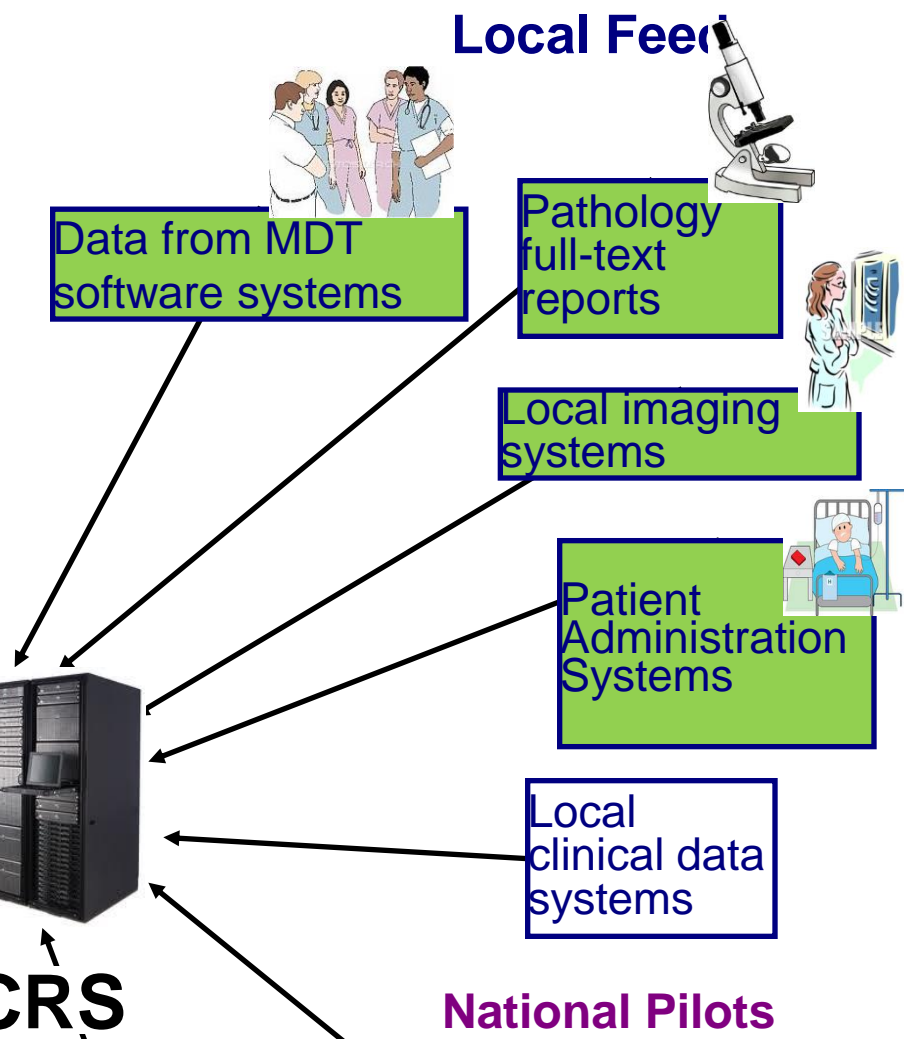 Local Feed
Data from MDT
software systems
Pathology
full-text
reports
Local imaging
systems
Patient
Administration
Systems
Local
clinical data
systems
CRS
National Pilots